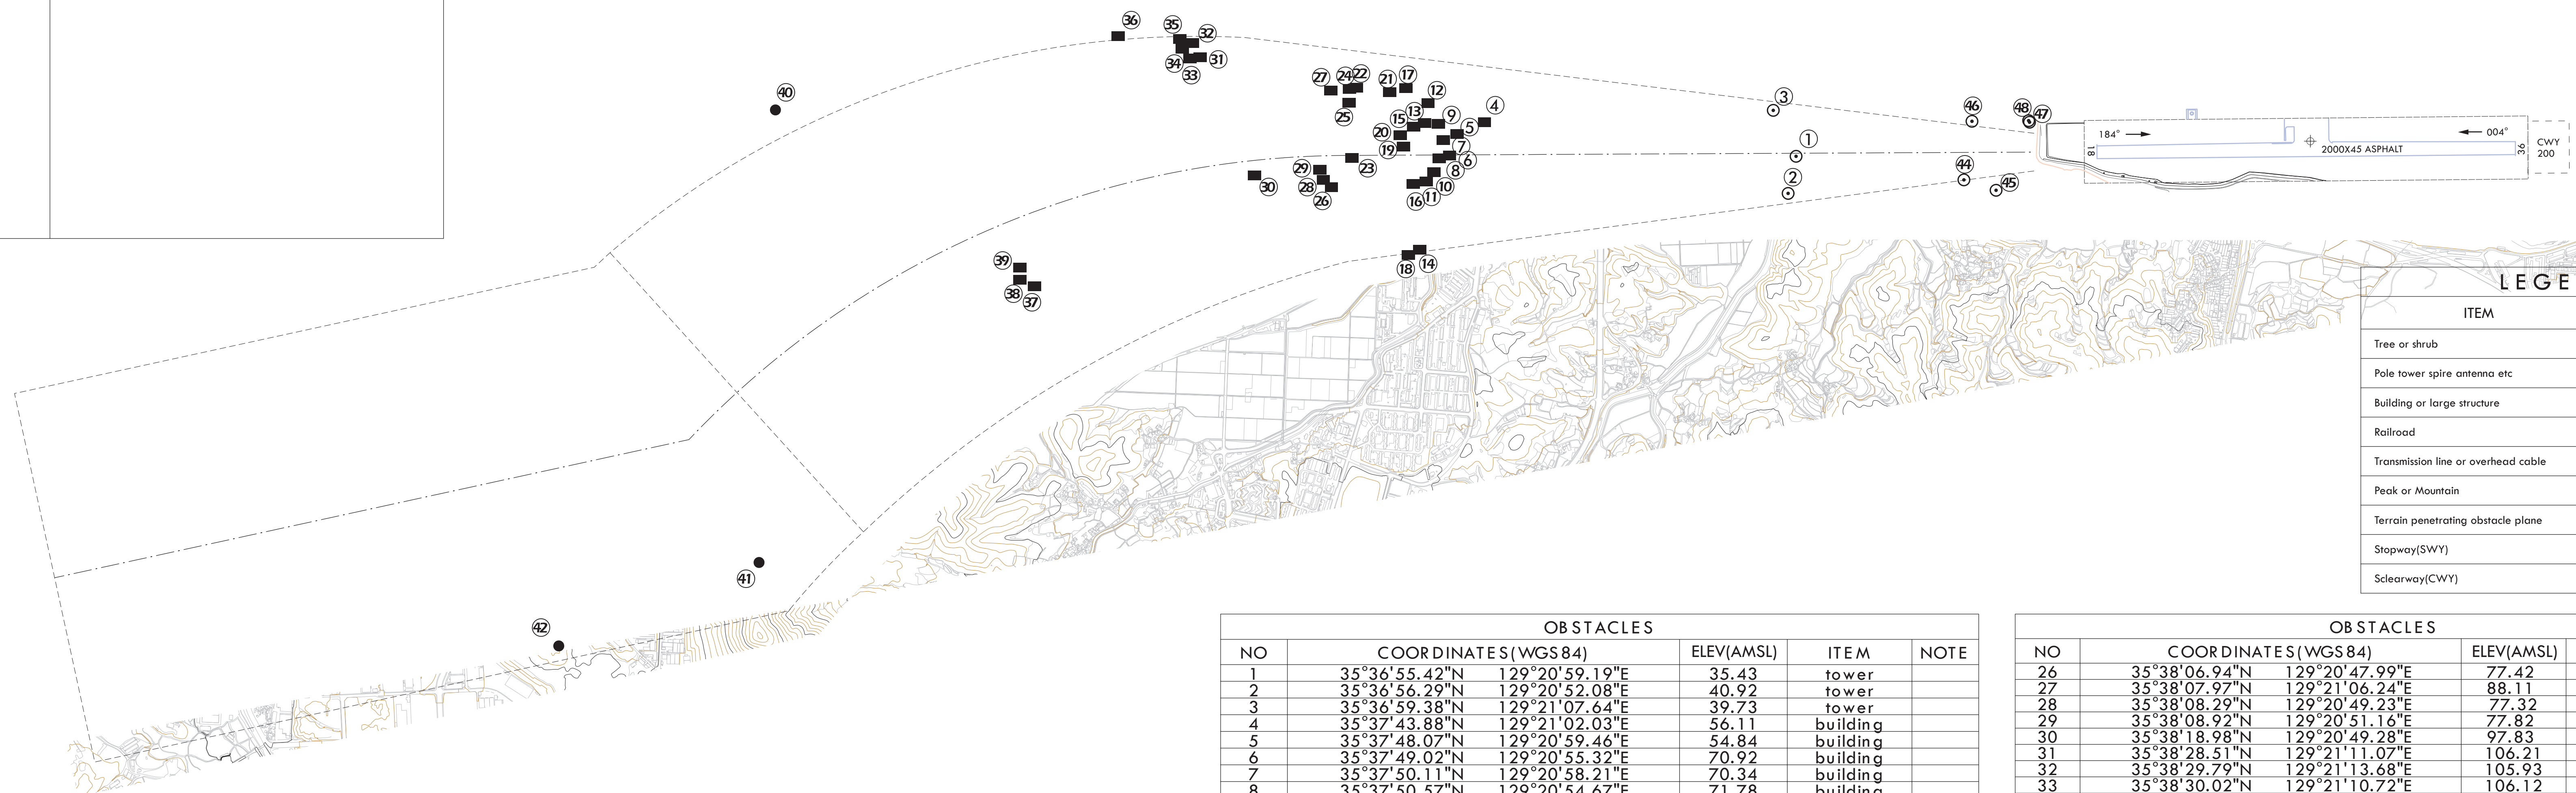 36
35
32
34
33
31
40
27
24
22
21
17
12
4
25
13
15
9
5
20
19
7
6
8
23
29
28
26
30
10
16
11
3
1
2
46
48
47
44
45
184°
004°
18
36
2000X45 ASPHALT
CWY
200
39
38
37
18
14
41
42
LEGE
ITEM
Tree or shrub
Pole tower spire antenna etc
Building or large structure
Railroad
Transmission line or overhead cable
Peak or Mountain
Terrain penetrating obstacle plane
Stopway(SWY)
Sclearway(CWY)
OBSTACLES
NO COORDINATES(WGS84) ELEV(AMSL) ITEM NOTE
1 35°36'55.42"N 129°20'59.19"E 35.43 tower
2 35°36'56.29"N 129°20'52.08"E 40.92 tower
3 35°36'59.38"N 129°21'07.64"E 39.73 tower
4 35°37'43.88"N 129°21'02.03"E 56.11 building
5 35°37'48.07"N 129°20'59.46"E 54.84 building
6 35°37'49.02"N 129°20'55.32"E 70.92 building
7 35°37'50.11"N 129°20'58.21"E 70.34 building
8 35°37'50.57"N 129°20'54.67"E 71.78 building
OBSTACLES
NO COORDINATES(WGS84) ELEV(AMSL)
26 35°38'06.94"N 129°20'47.99"E 77.42
27 35°38'07.97"N 129°21'06.24"E 88.11
28 35°38'08.29"N 129°20'49.23"E 77.32
29 35°38'08.92"N 129°20'51.16"E 77.82
30 35°38'18.98"N 129°20'49.28"E 97.83
31 35°38'28.51"N 129°21'11.07"E 106.21
32 35°38'29.79"N 129°21'13.68"E 105.93
33 35°38'30.02"N 129°21'10.72"E 106.12